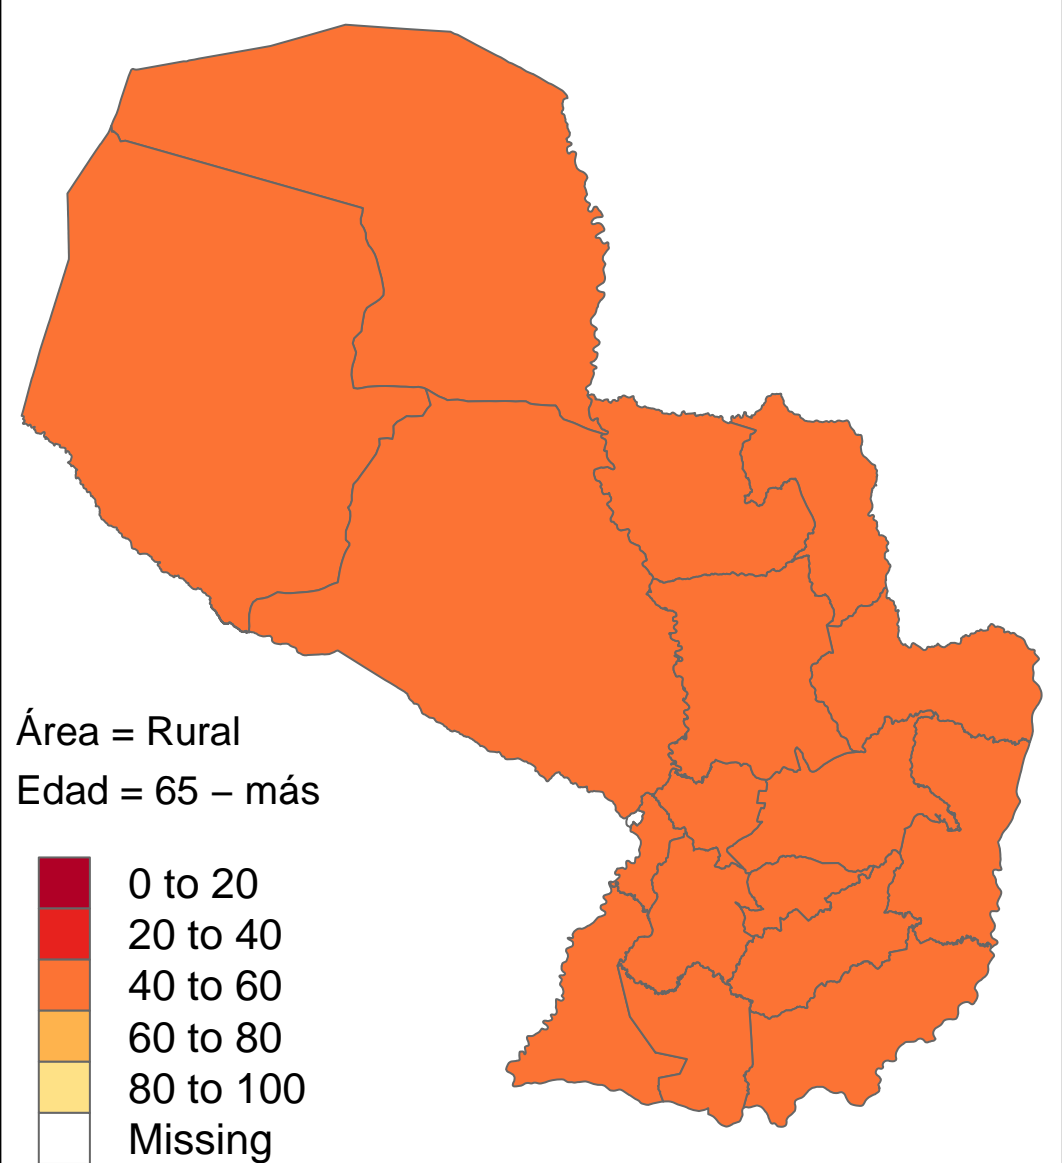 Área = Rural
Edad = 65 – más
0 to 20
20 to 40
40 to 60
60 to 80
80 to 100
Missing